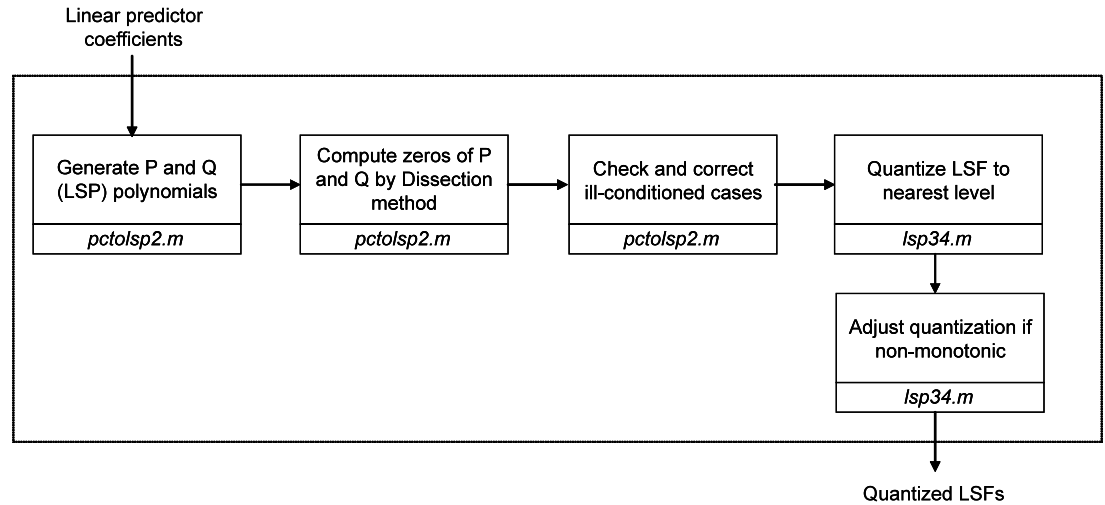 Linear predictor
coefficients
Generate P and Q
(LSP) polynomials
pctolsp2.m
Compute zeros of P
and Q by Dissection
method
pctolsp2.m
Check and correct
ill-conditioned cases
pctolsp2.m
Quantize LSF to
nearest level
lsp34.m
Adjust quantization if
non-monotonic
lsp34.m
Quantized LSFs